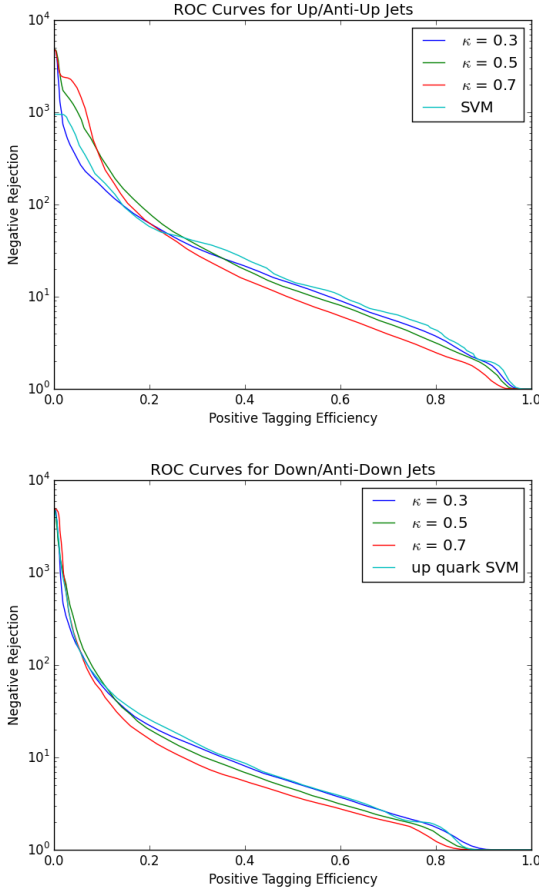 ROC Curves for Up/Anti-Up Jets
10^4
10^3
10^2
10^1
10^0
Negative Rejection
κ = 0.3
κ = 0.5
κ = 0.7
SVM
0.0 0.2 0.4 0.6 0.8 1.0
Positive Tagging Efficiency
ROC Curves for Down/Anti-Down Jets
10^4
10^3
10^2
10^1
10^0
Negative Rejection
κ = 0.3
κ = 0.5
κ = 0.7
up quark SVM
0.0 0.2 0.4 0.6 0.8 1.0
Positive Tagging Efficiency